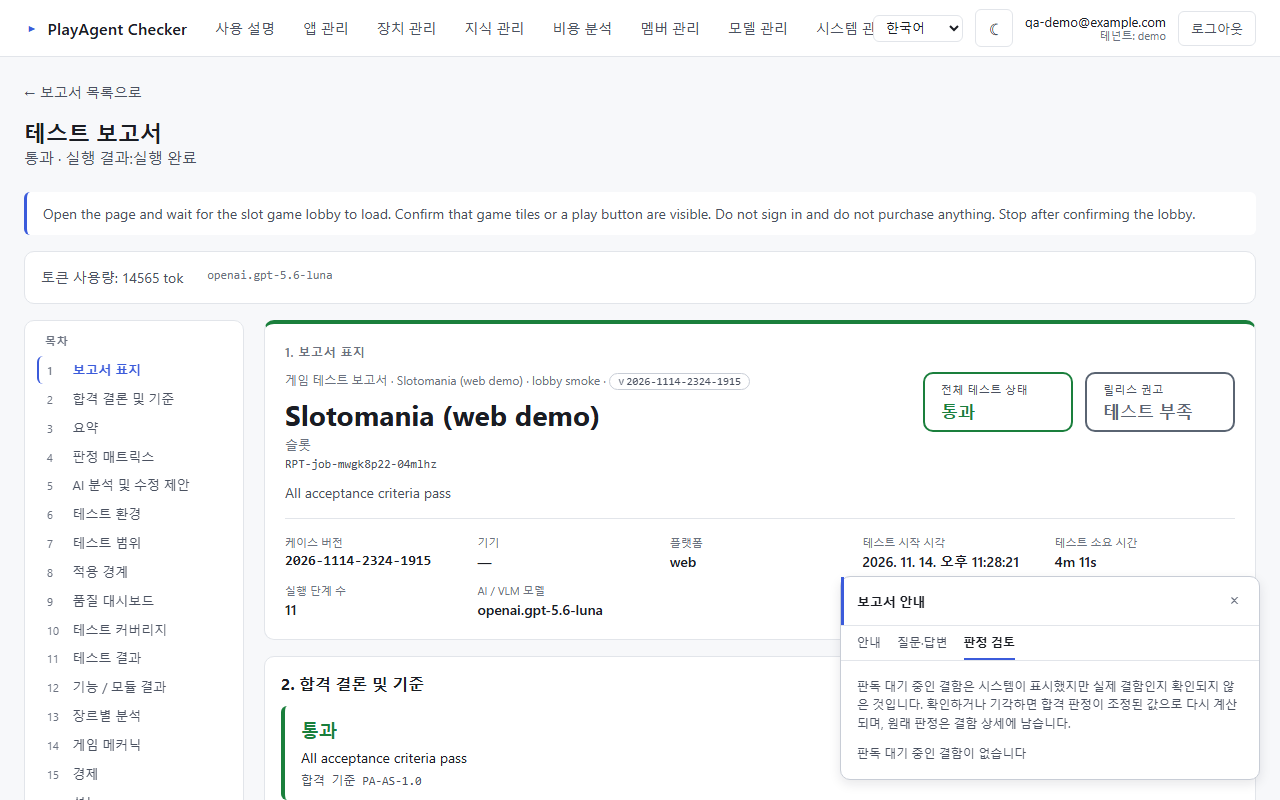 PlayAgent Checker 사용 설명 앱 관리 장치 관리 지식 관리 비용 분석 멤버 관리 모델 관리 시스템 관 한국어 qa-demo@example.com 로그아웃
테넌트: demo
← 보고서 목록으로
테스트 보고서
통과 · 실행 결과:실행 완료
Open the page and wait for the slot game lobby to load. Confirm that game tiles or a play button are visible. Do not sign in and do not purchase anything. Stop after confirming the lobby.
토큰 사용량: 14565 tok openai.gpt-5.6-luna
목차
1 보고서 표지
2 합격 결론 및 기준
3 요약
4 판정 매트릭스
5 AI 분석 및 수정 제안
6 테스트 환경
7 테스트 범위
8 적용 경계
9 품질 대시보드
10 테스트 커버리지
11 테스트 결과
12 기능 / 모듈 결과
13 장르별 분석
14 게임 메커닉
15 경제
1. 보고서 표지
게임 테스트 보고서 · Slotomania (web demo) · lobby smoke · v 2026-1114-2324-1915
Slotomania (web demo)
슬롯
RPT-job-mwgk8p22-04mlhz
All acceptance criteria pass
전체 테스트 상태
통과
릴리스 권고
테스트 부족
케이스 버전
2026-1114-2324-1915
기기
—
플랫폼
web
테스트 시작 시각
2026. 11. 14. 오후 11:28:21
테스트 소요 시간
4m 11s
실행 단계 수
11
AI / VLM 모델
openai.gpt-5.6-luna
2. 합격 결론 및 기준
통과
All acceptance criteria pass
합격 기준 PA-AS-1.0
보고서 안내 ×
안내 질문·답변 판정 검토
판독 대기 중인 결함은 시스템이 표시했지만 실제 결함인지 확인되지 않
은 것입니다. 확인하거나 기각하면 합격 판정이 조정된 값으로 다시 계산
되며, 원래 판정은 결함 상세에 남습니다.
판독 대기 중인 결함이 없습니다